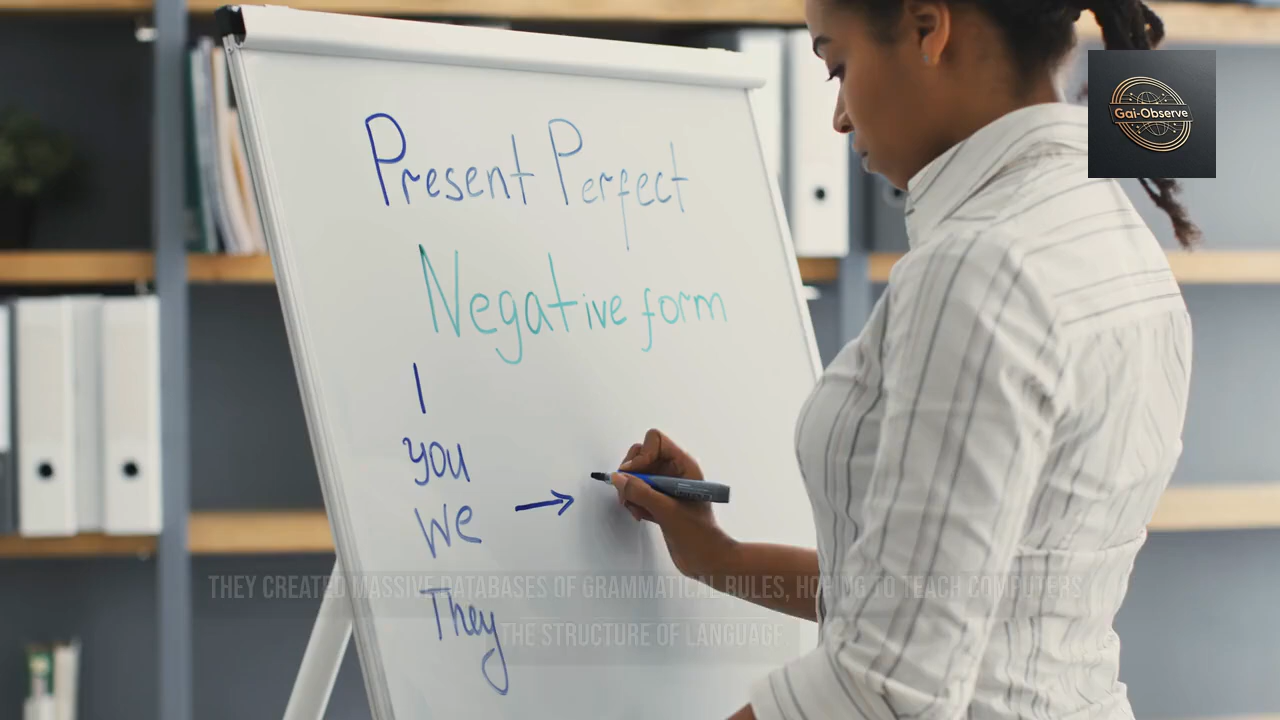 Gai-Observe
Present Perfect
Negative form
I
you
We →
They
THEY CREATED MASSIVE DATABASES OF GRAMMATICAL RULES, HOPING TO TEACH COMPUTERS
THE STRUCTURE OF LANGUAGE